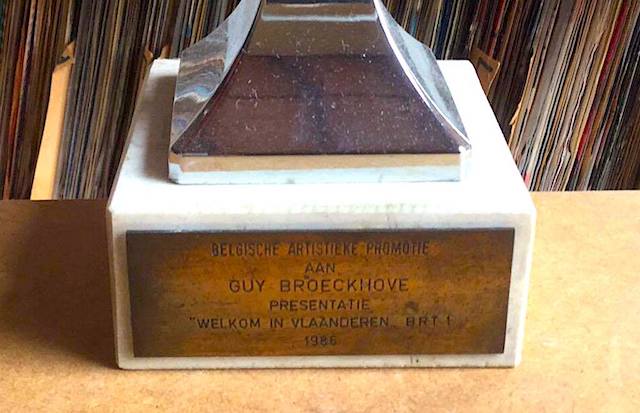 BELGISCHE ARTISTIEKE PROMOTIE
AAN
GUY BROECKHOVE
PRESENTATIE
"WELKOM IN VLAANDEREN" BRT 1
1986